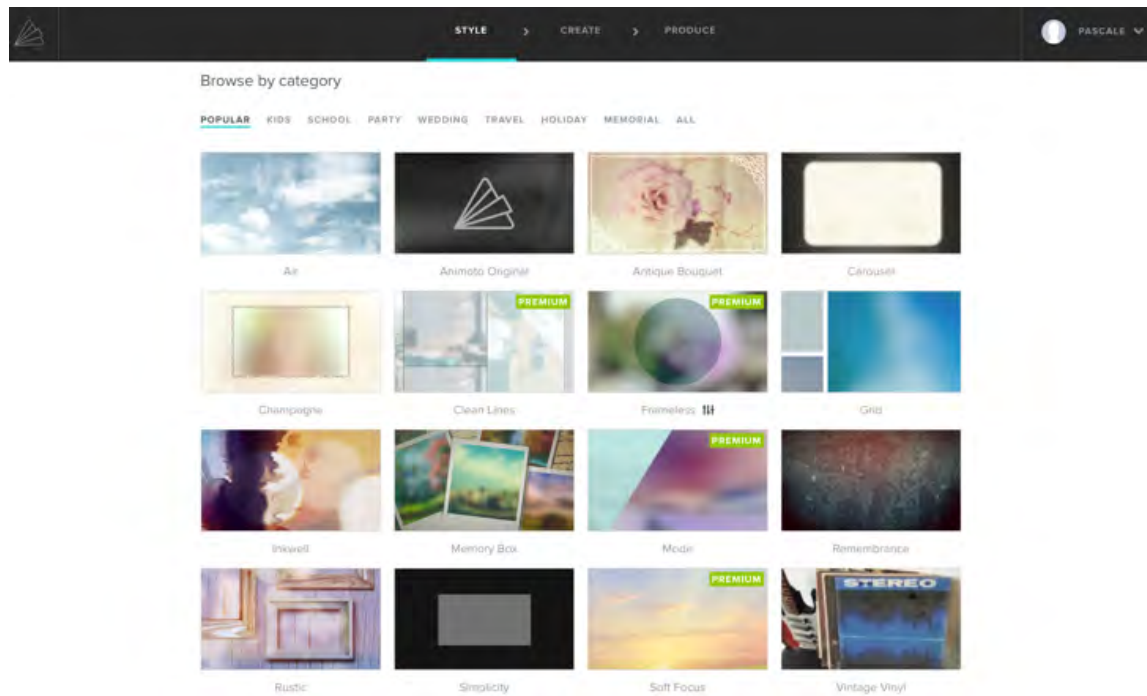 STYLE > CREATE > PRODUCE PASCALE
Browse by category
POPULAR KIDS SCHOOL PARTY WEDDING TRAVEL HOLIDAY MEMORIAL ALL
Air Animoto Original Antique Bouquet Carousel
PREMIUM PREMIUM
Champagne Clean Lines Frameless Grid
PREMIUM
Inkwell Memory Box Mode Remembrance
PREMIUM STEREO
Rustic Simplicity Soft Focus Vintage Vinyl